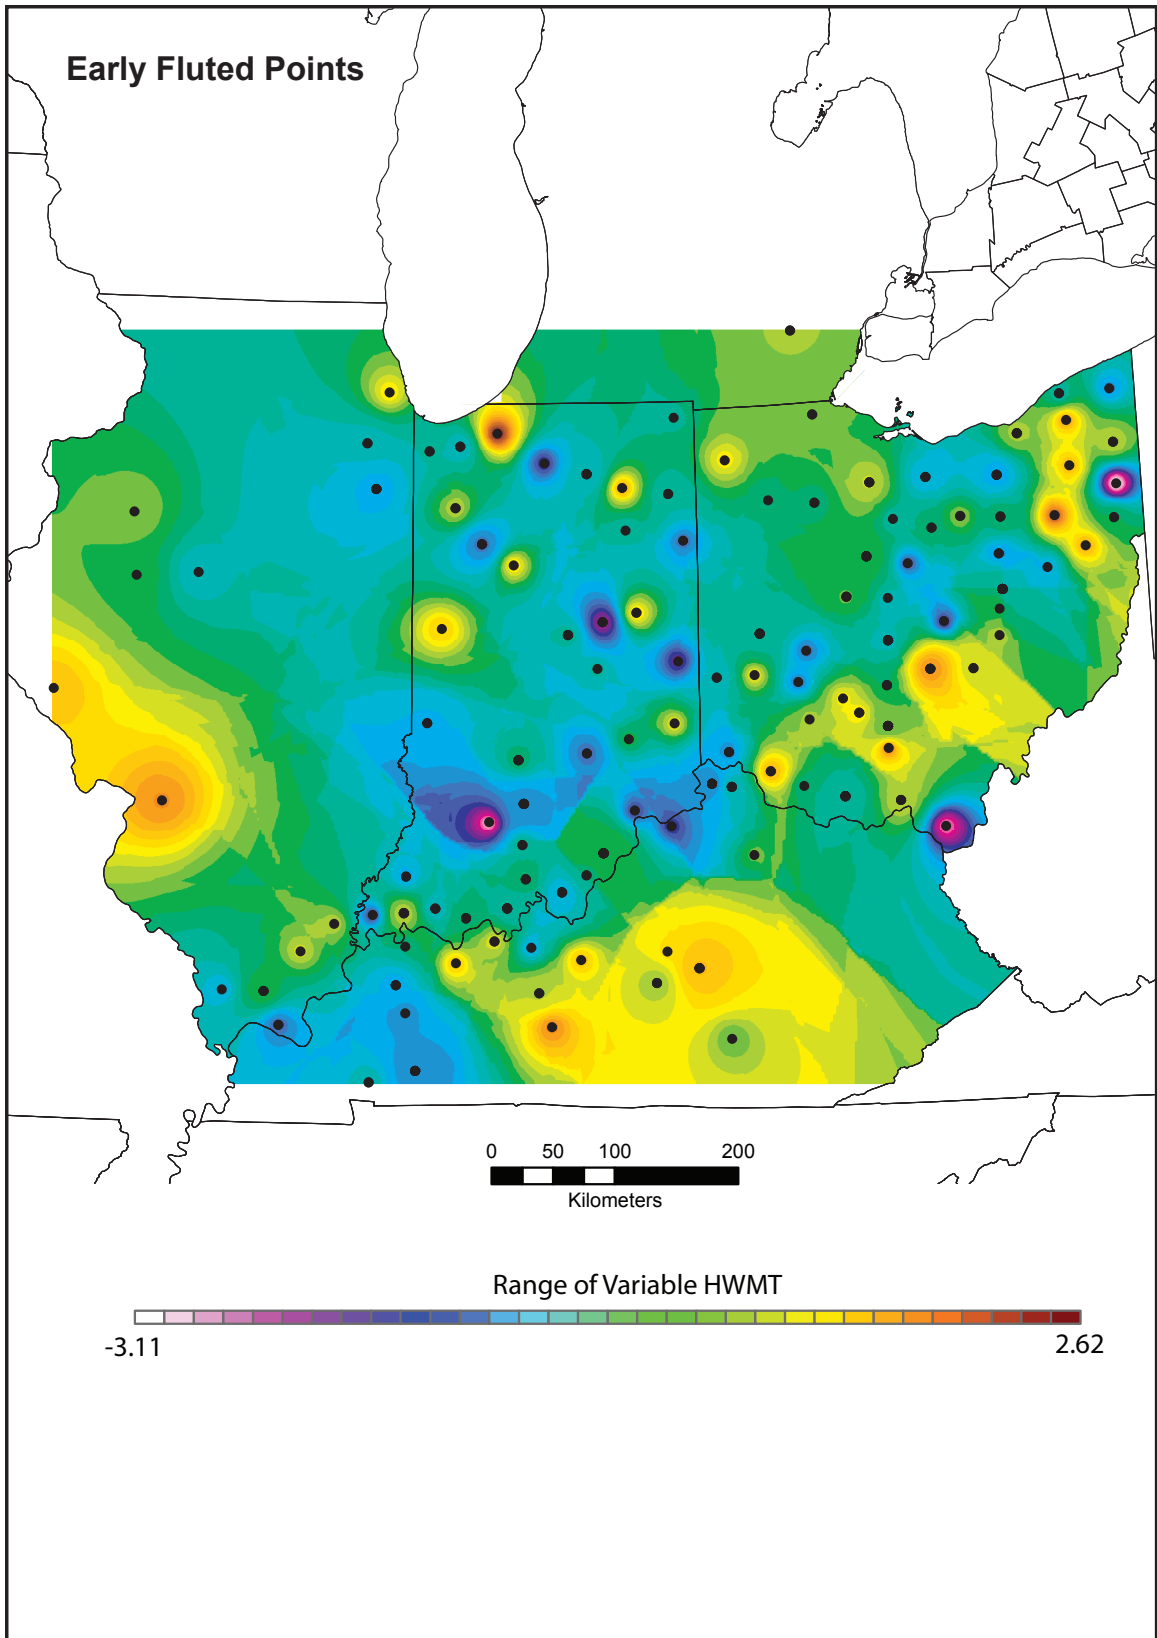 Early Fluted Points
0 50 100 200
Kilometers
Range of Variable HWMT
-3.11 2.62